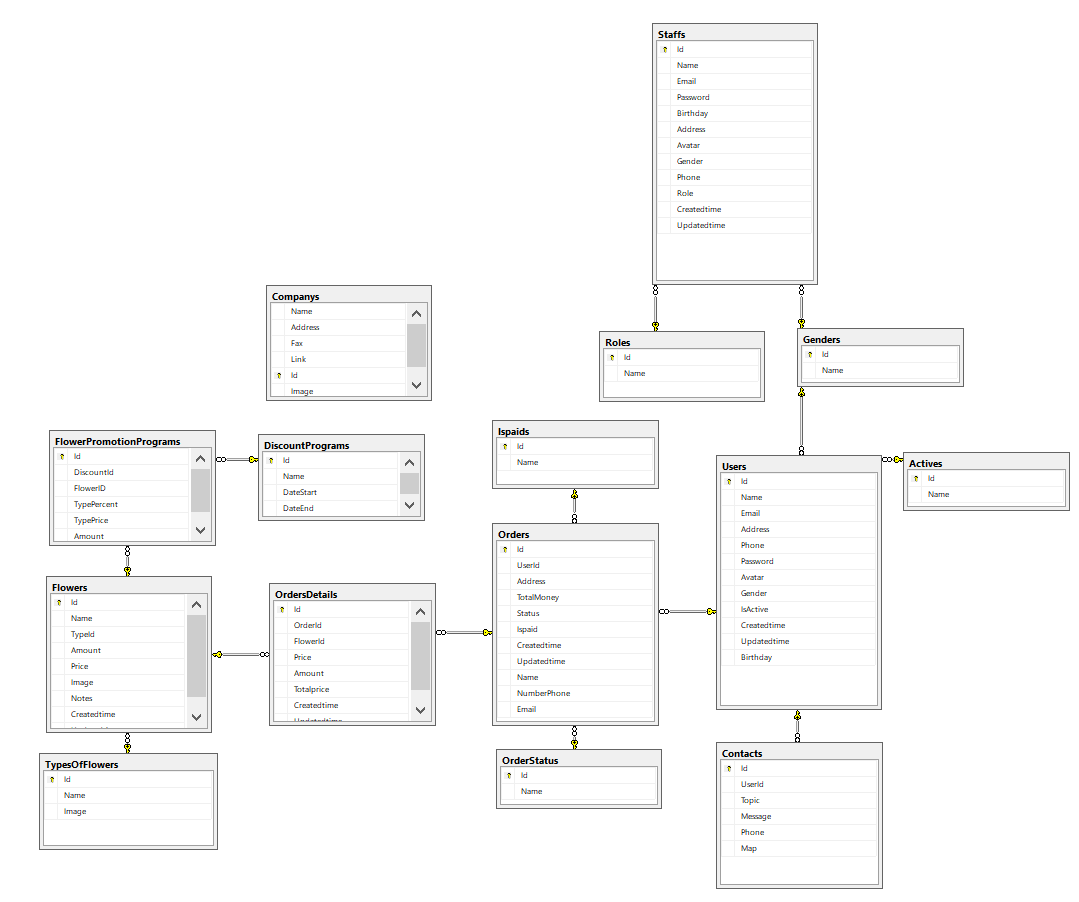 Staffs
Id
Name
Email
Password
Birthday
Address
Avatar
Gender
Phone
Role
Createdtime
Updatedtime
Companys
Name
Address
Fax
Link
Id
Image
Roles
Id
Name
Genders
Id
Name
FlowerPromotionPrograms
Id
DiscountId
FlowerID
TypePercent
TypePrice
Amount
DiscountPrograms
Id
Name
DateStart
DateEnd
Ispaids
Id
Name
Users
Id
Name
Email
Address
Phone
Password
Avatar
Gender
IsActive
Createdtime
Updatedtime
Birthday
Actives
Id
Name
Flowers
Id
Name
TypeId
Amount
Price
Image
Notes
Createdtime
OrdersDetails
Id
OrderId
FlowerId
Price
Amount
Totalprice
Createdtime
Updatedtime
Orders
Id
UserId
Address
TotalMoney
Status
Ispaid
Createdtime
Updatedtime
Name
NumberPhone
Email
TypesOfFlowers
Id
Name
Image
OrderStatus
Id
Name
Contacts
Id
UserId
Topic
Message
Phone
Map